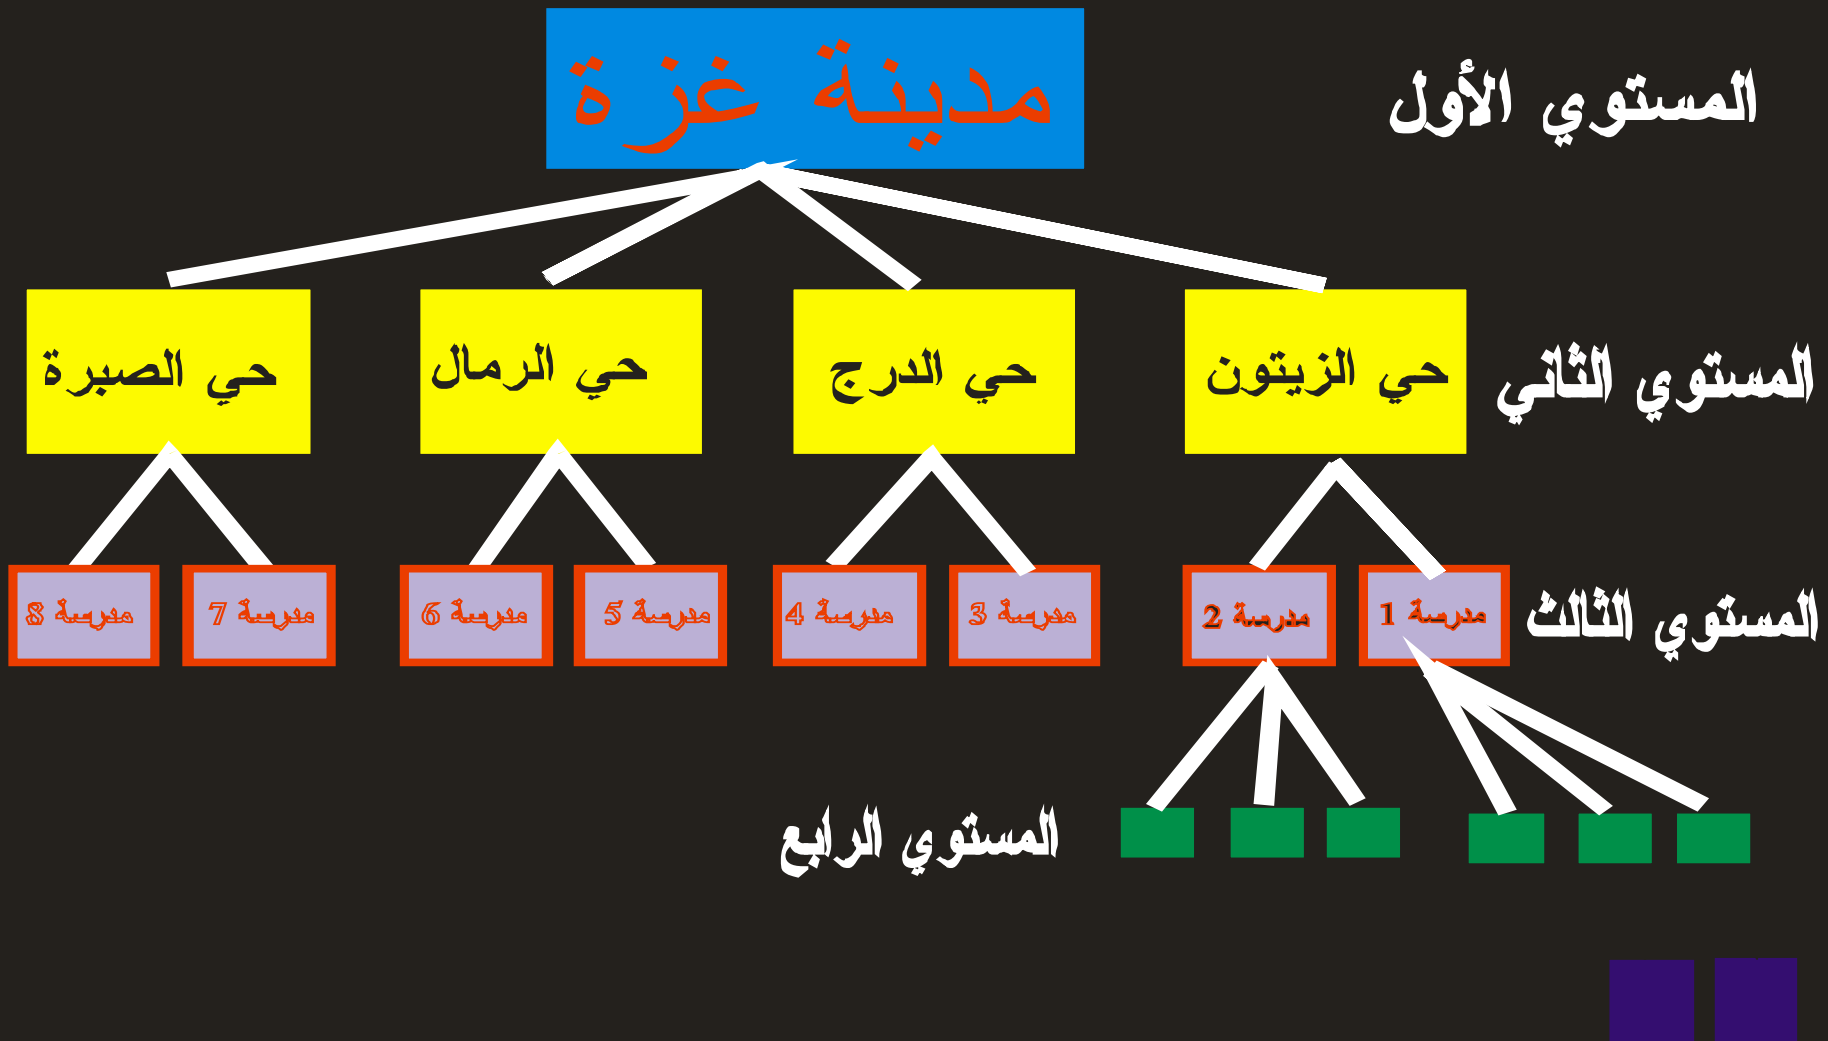 مدينة غزة
المستوي الأول
حي الزيتون
حي الدرج
حي الرمال
حي الصبرة
المستوي الثاني
مدرسة 1
مدرسة 2
مدرسة 3
مدرسة 4
مدرسة 5
مدرسة 6
مدرسة 7
مدرسة 8
المستوي الثالث
المستوي الرابع